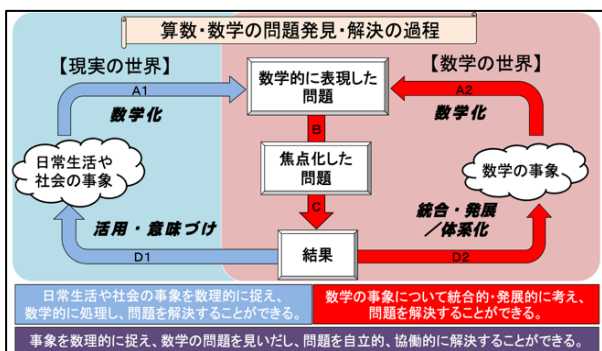 算数・数学の問題発見・解決の過程
【現実の世界】
【数学の世界】
A1
数学化
数学的に表現した
問題
A2
数学化
B
日常生活や
社会の事象
焦点化した
問題
数学の事象
C
活用・意味づけ
D1
結果
統合・発展
／体系化
D2
日常生活や社会の事象を数理的に捉え、
数学的に処理し、問題を解決することができる。
数学の事象について統合的・発展的に考え、
問題を解決することができる。
事象を数理的に捉え、数学の問題を見いだし、問題を自立的、協働的に解決することができる。